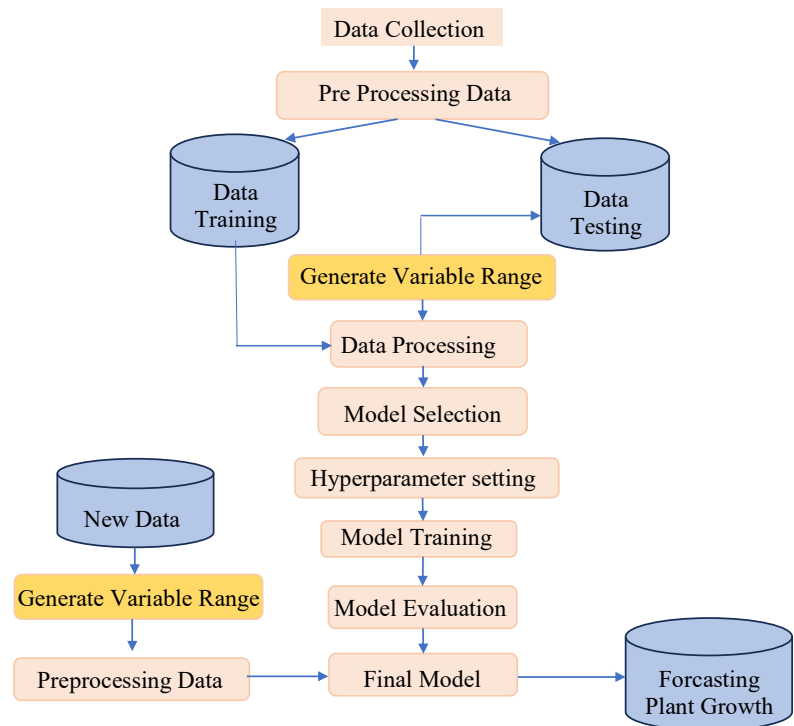 Data Collection
Pre Processing Data
Data
Training
Data
Testing
Generate Variable Range
Data Processing
Model Selection
Hyperparameter setting
New Data
Model Training
Generate Variable Range
Model Evaluation
Preprocessing Data
Final Model
Forcasting
Plant Growth